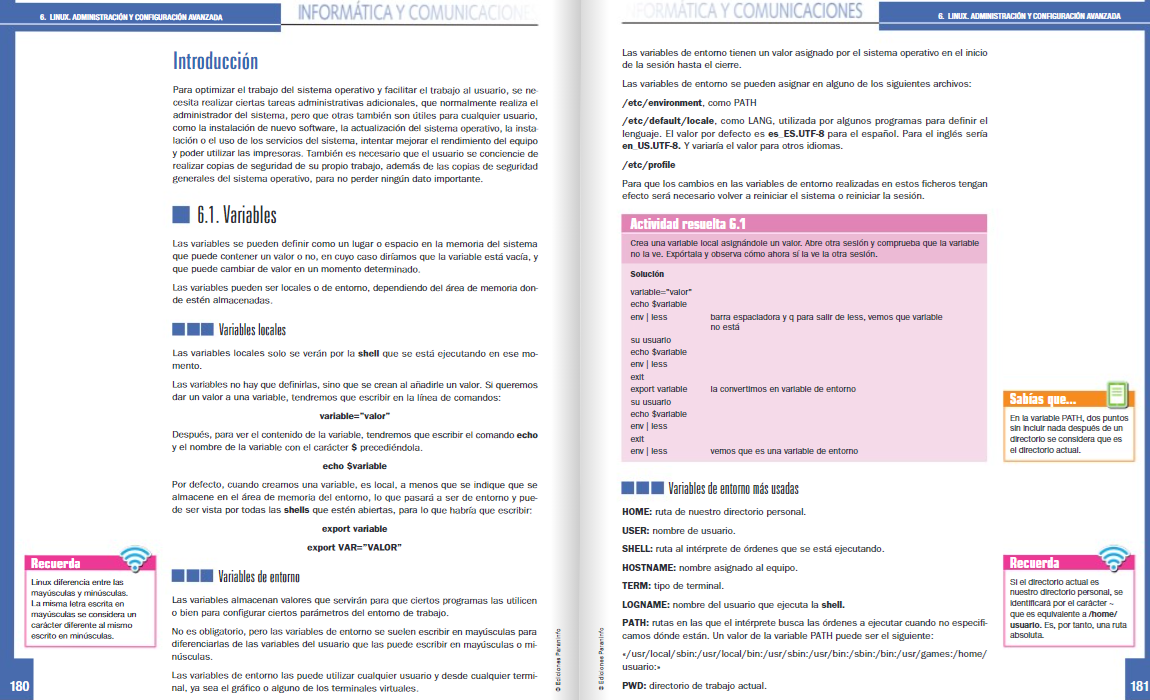 6. LINUX. ADMINISTRACIÓN Y CONFIGURACIÓN AVANZADA
INFORMÁTICA Y COMUNICACIONES
Introducción
Para optimizar el trabajo del sistema operativo y facilitar el trabajo al usuario, se ne-
cesita realizar ciertas tareas administrativas adicionales, que normalmente realiza el
administrador del sistema, pero que otras también son útiles para cualquier usuario,
como la instalación de nuevo software, la actualización del sistema operativo, la insta-
lación o el uso de los servicios del sistema, intentar mejorar el rendimiento del equipo
y poder utilizar las impresoras. También es necesario que el usuario se conciencie de
realizar copias de seguridad de su propio trabajo, además de las copias de seguridad
generales del sistema operativo, para no perder ningún dato importante.
6.1. Variables
Las variables se pueden definir como un lugar o espacio en la memoria del sistema
que puede contener un valor o no, en cuyo caso diríamos que la variable está vacía, y
que puede cambiar de valor en un momento determinado.
Las variables pueden ser locales o de entorno, dependiendo del área de memoria don-
de estén almacenadas.
Variables locales
Las variables locales solo se verán por la shell que se está ejecutando en ese mo-
mento.
Las variables no hay que definirlas, sino que se crean al añadirle un valor. Si queremos
dar un valor a una variable, tendremos que escribir en la línea de comandos:
variable="valor"
Después, para ver el contenido de la variable, tendremos que escribir el comando echo
y el nombre de la variable con el carácter $ precediéndola.
echo $variable
Por defecto, cuando creamos una variable, es local, a menos que se indique que se
almacene en el área de memoria del entorno, lo que pasará a ser de entorno y pue-
de ser vista por todas las shells que estén abiertas, para lo que habría que escribir:
export variable
export VAR="VALOR"
Variables de entorno
Las variables almacenan valores que servirán para que ciertos programas las utilicen
o bien para configurar ciertos parámetros del entorno de trabajo.
No es obligatorio, pero las variables de entorno se suelen escribir en mayúsculas para
diferenciarlas de las variables del usuario que las puede escribir en mayúsculas o mi-
núsculas.
Las variables de entorno las puede utilizar cualquier usuario y desde cualquier termi-
nal, ya sea el gráfico o alguno de los terminales virtuales.
Recuerda
Linux diferencia entre las
mayúsculas y minúsculas.
La misma letra escrita en
mayúsculas se considera un
carácter diferente al mismo
escrito en minúsculas.
© Ediciones Paraninfo
180
INFORMÁTICA Y COMUNICACIONES
6. LINUX. ADMINISTRACIÓN Y CONFIGURACIÓN AVANZADA
Las variables de entorno tienen un valor asignado por el sistema operativo en el inicio
de la sesión hasta el cierre.
Las variables de entorno se pueden asignar en alguno de los siguientes archivos:
/etc/environment, como PATH
/etc/default/locale, como LANG, utilizada por algunos programas para definir el
lenguaje. El valor por defecto es es_ES.UTF-8 para el español. Para el inglés sería
en_US.UTF-8. Y variaría el valor para otros idiomas.
/etc/profile
Para que los cambios en las variables de entorno realizadas en estos ficheros tengan
efecto será necesario volver a reiniciar el sistema o reiniciar la sesión.
Actividad resuelta 6.1
Crea una variable local asignándole un valor. Abre otra sesión y comprueba que la variable
no la ve. Expórtala y observa cómo ahora sí la ve la otra sesión.
Solución
variable="valor"
echo $variable
env | less barra espaciadora y q para salir de less, vemos que variable
no está
su usuario
echo $variable
env | less
exit
export variable la convertimos en variable de entorno
su usuario
echo $variable
env | less
exit
env | less vemos que es una variable de entorno
Sabías que...
En la variable PATH, dos puntos
sin incluir nada después de un
directorio se considera que es
el directorio actual.
Variables de entorno más usadas
HOME: ruta de nuestro directorio personal.
USER: nombre de usuario.
SHELL: ruta al intérprete de órdenes que se está ejecutando.
HOSTNAME: nombre asignado al equipo.
TERM: tipo de terminal.
LOGNAME: nombre del usuario que ejecuta la shell.
PATH: rutas en las que el intérprete busca las órdenes a ejecutar cuando no especifi-
camos dónde están. Un valor de la variable PATH puede ser el siguiente:
«/usr/local/sbin:/usr/local/bin:/usr/sbin:/usr/bin:/sbin:/bin:/usr/games:/home/
usuario:»
PWD: directorio de trabajo actual.
Recuerda
Si el directorio actual es
nuestro directorio personal, se
identificará por el carácter ~
que es equivalente a /home/
usuario. Es, por tanto, una ruta
absoluta.
© Ediciones Paraninfo
181